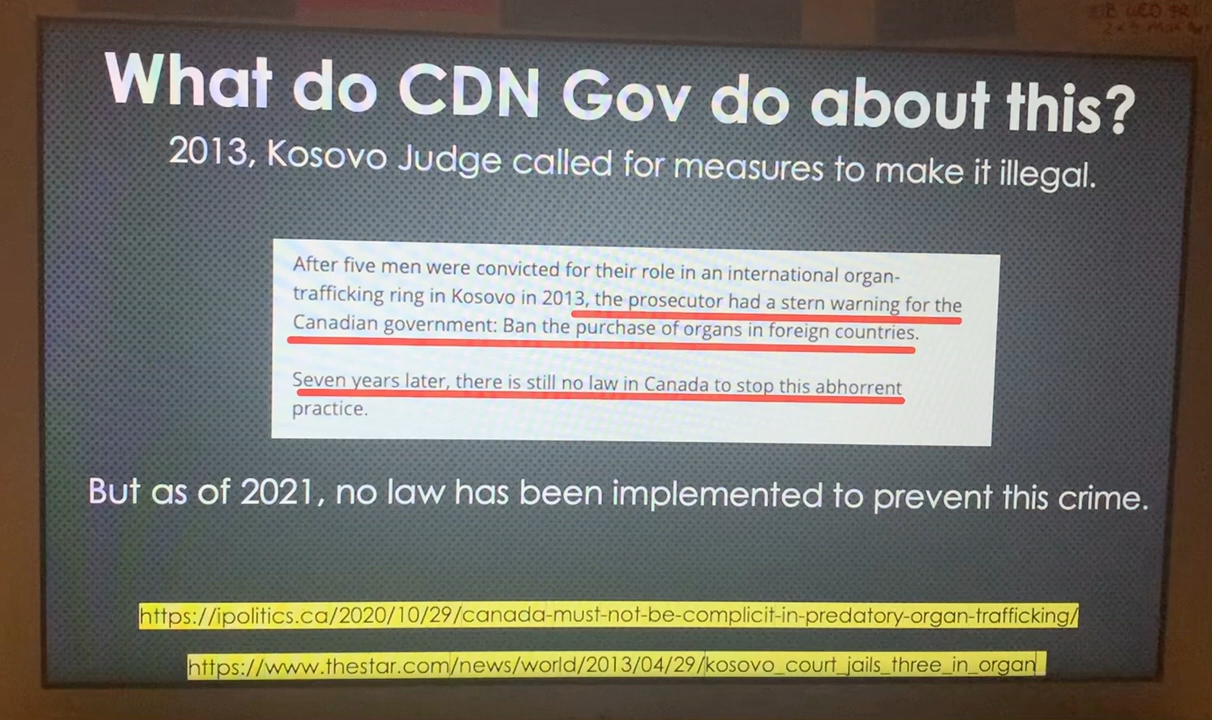 What do CDN Gov do about this?
2013, Kosovo Judge called for measures to make it illegal.
After five men were convicted for their role in an international organ-
trafficking ring in Kosovo in 2013, the prosecutor had a stern warning for the
Canadian government: Ban the purchase of organs in foreign countries.
Seven years later, there is still no law in Canada to stop this abhorrent
practice.
But as of 2021, no law has been implemented to prevent this crime.
https://ipolitics.ca/2020/10/29/canada-must-not-be-complicit-in-predatory-organ-trafficking/
https://www.thestar.com/news/world/2013/04/29/kosovo_court_jails_three_in_organ